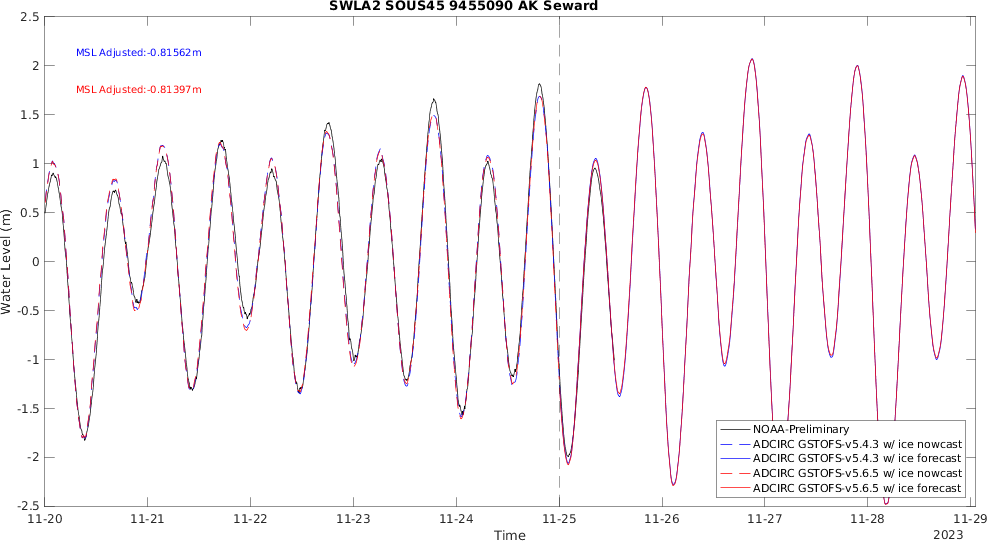 SWLA2 SOUS45 9455090 AK Seward
2.5
2
1.5
1
0.5
0
-0.5
-1
-1.5
-2
-2.5
Water Level (m)
MSL Adjusted:-0.81562m
MSL Adjusted:-0.81397m
NOAA-Preliminary
ADCIRC GSTOFS-v5.4.3 w/ ice nowcast
ADCIRC GSTOFS-v5.4.3 w/ ice forecast
ADCIRC GSTOFS-v5.6.5 w/ ice nowcast
ADCIRC GSTOFS-v5.6.5 w/ ice forecast
11-20 11-21 11-22 11-23 11-24 11-25 11-26 11-27 11-28 11-29
Time
2023